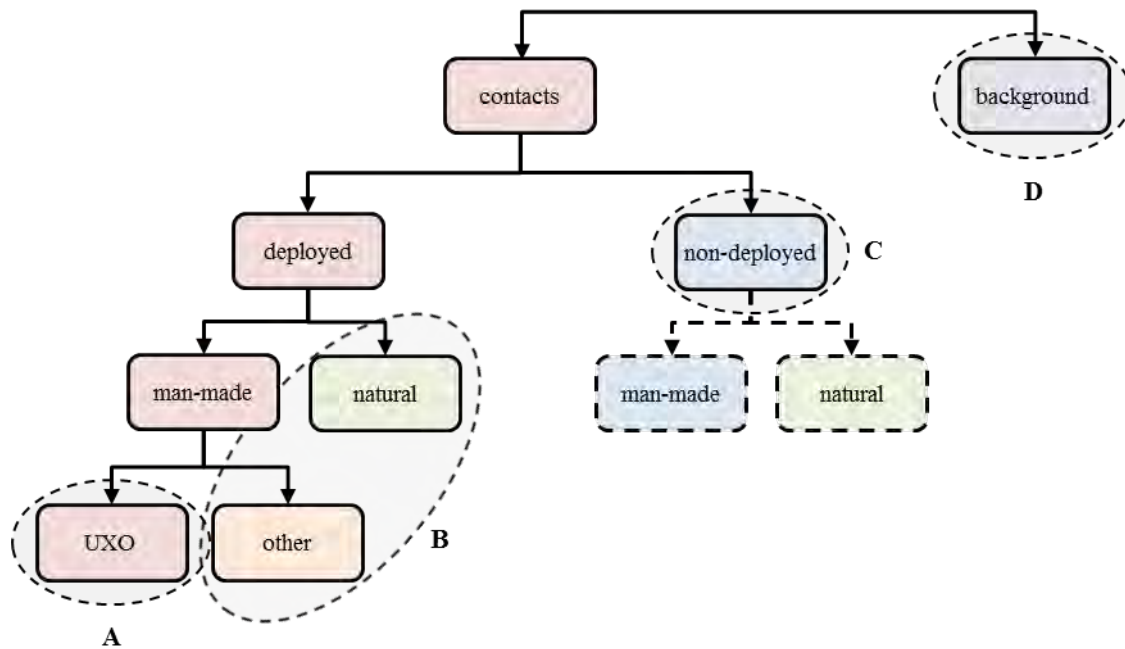 contacts
background
D
deployed
non-deployed
C
man-made
natural
man-made
natural
UXO
other
B
A